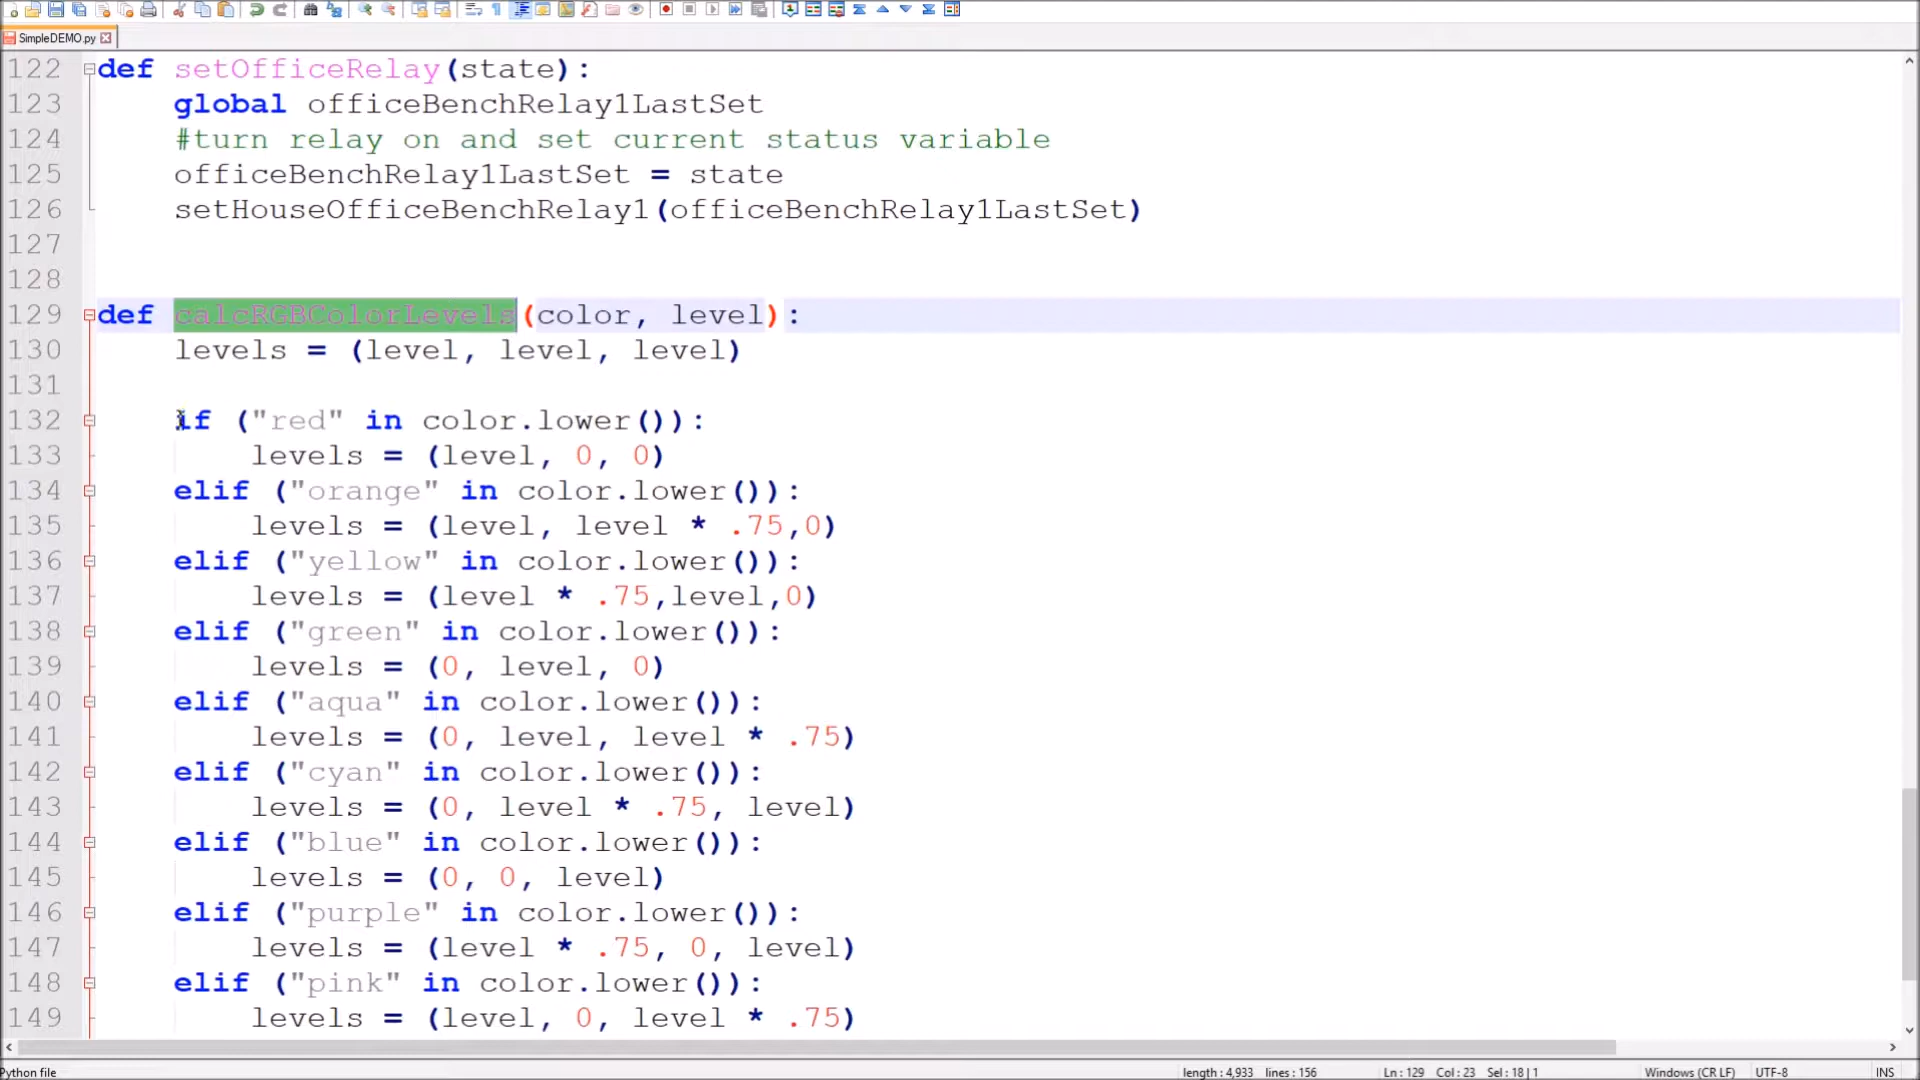 SimpleDEMO.py
122 def setOfficeRelay(state):
123 global officeBenchRelay1LastSet
124 #turn relay on and set current status variable
125 officeBenchRelay1LastSet = state
126 setHouseOfficeBenchRelay1(officeBenchRelay1LastSet)
127
128
129 def calcRGBColorLevels(color, level):
130 levels = (level, level, level)
131
132 if ("red" in color.lower()):
133 levels = (level, 0, 0)
134 elif ("orange" in color.lower()):
135 levels = (level, level * .75,0)
136 elif ("yellow" in color.lower()):
137 levels = (level * .75,level,0)
138 elif ("green" in color.lower()):
139 levels = (0, level, 0)
140 elif ("aqua" in color.lower()):
141 levels = (0, level, level * .75)
142 elif ("cyan" in color.lower()):
143 levels = (0, level * .75, level)
144 elif ("blue" in color.lower()):
145 levels = (0, 0, level)
146 elif ("purple" in color.lower()):
147 levels = (level * .75, 0, level)
148 elif ("pink" in color.lower()):
149 levels = (level, 0, level * .75)
Python file length : 4,933 lines : 156 Ln : 129 Col : 23 Sel : 18 | 1 Windows (CR LF) UTF-8 INS